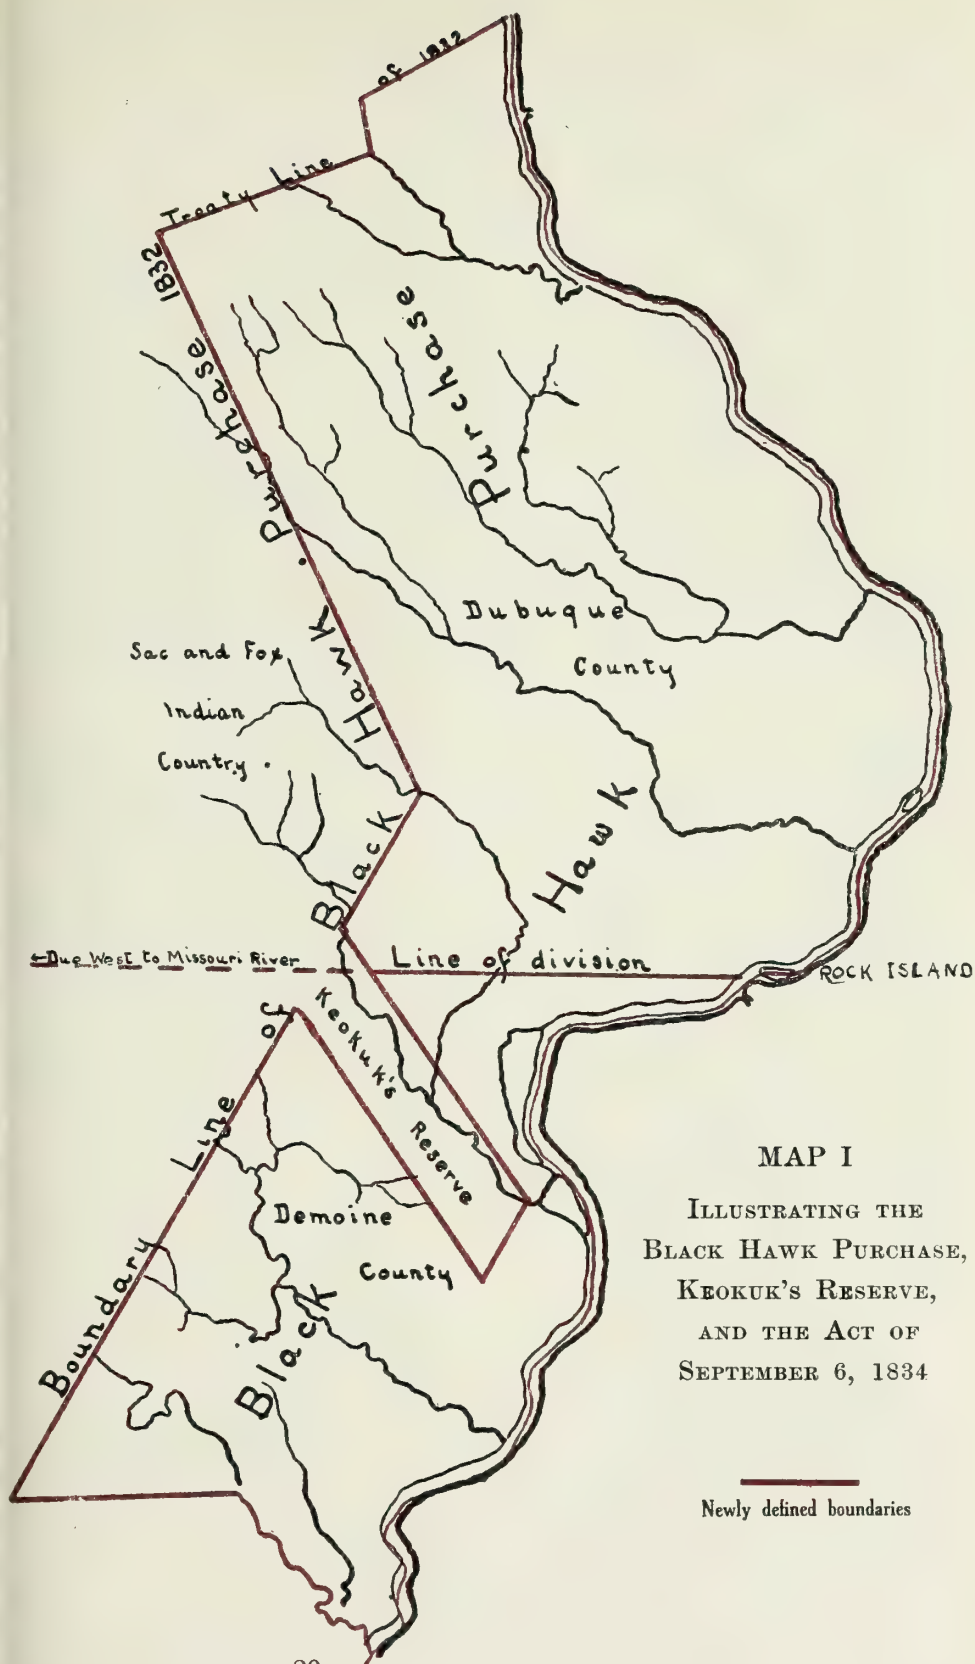 Treaty Line of 1832
Boundary Line of Black Hawk Purchase 1832
Black Hawk Purchase
Dubuque
County
Sac and Fox
Indian
Country
←Due West to Missouri River
Line of division
ROCK ISLAND
Keokuk's Reserve
Demoine
County
MAP I
ILLUSTRATING THE
BLACK HAWK PURCHASE,
KEOKUK'S RESERVE,
AND THE ACT OF
SEPTEMBER 6, 1834
Newly defined boundaries